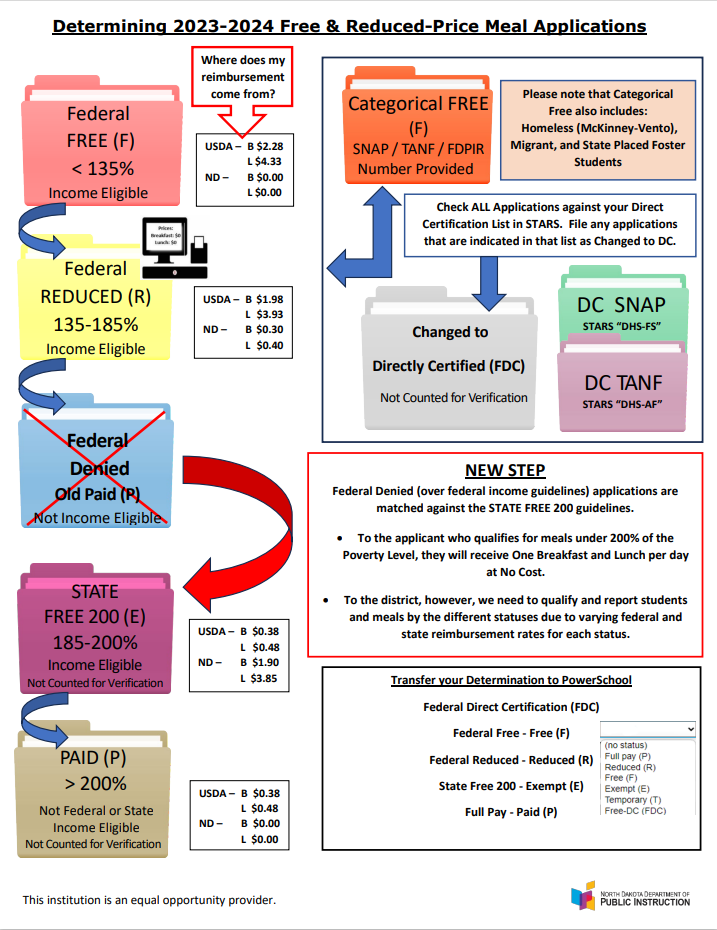 Determining 2023-2024 Free & Reduced-Price Meal Applications
Where does my
reimbursement
come from?
Federal
FREE (F)
< 135%
Income Eligible
USDA – B $2.28
L $4.33
ND – B $0.00
L $0.00
Prices:
Breakfast: $0
Lunch: $0
Federal
REDUCED (R)
135-185%
Income Eligible
USDA – B $1.98
L $3.93
ND – B $0.30
L $0.40
Federal
Denied
Old Paid (P)
Not Income Eligible
STATE
FREE 200 (E)
185-200%
Income Eligible
Not Counted for Verification
USDA – B $0.38
L $0.48
ND – B $1.90
L $3.85
PAID (P)
> 200%
Not Federal or State
Income Eligible
Not Counted for Verification
USDA – B $0.38
L $0.48
ND – B $0.00
L $0.00
Categorical FREE
(F)
SNAP / TANF / FDPIR
Number Provided
Please note that Categorical
Free also includes:
Homeless (McKinney-Vento),
Migrant, and State Placed Foster
Students
Check ALL Applications against your Direct
Certification List in STARS. File any applications
that are indicated in that list as Changed to DC.
Changed to
Directly Certified (FDC)
Not Counted for Verification
DC SNAP
STARS "DHS-FS"
DC TANF
STARS "DHS-AF"
NEW STEP
Federal Denied (over federal income guidelines) applications are
matched against the STATE FREE 200 guidelines.
• To the applicant who qualifies for meals under 200% of the
Poverty Level, they will receive One Breakfast and Lunch per day
at No Cost.
• To the district, however, we need to qualify and report students
and meals by the different statuses due to varying federal and
state reimbursement rates for each status.
Transfer your Determination to PowerSchool
Federal Direct Certification (FDC)
Federal Free - Free (F)
Federal Reduced - Reduced (R)
State Free 200 - Exempt (E)
Full Pay - Paid (P)
(no status)
Full pay (P)
Reduced (R)
Free (F)
Exempt (E)
Temporary (T)
Free-DC (FDC)
This institution is an equal opportunity provider.
NORTH DAKOTA DEPARTMENT OF
PUBLIC INSTRUCTION